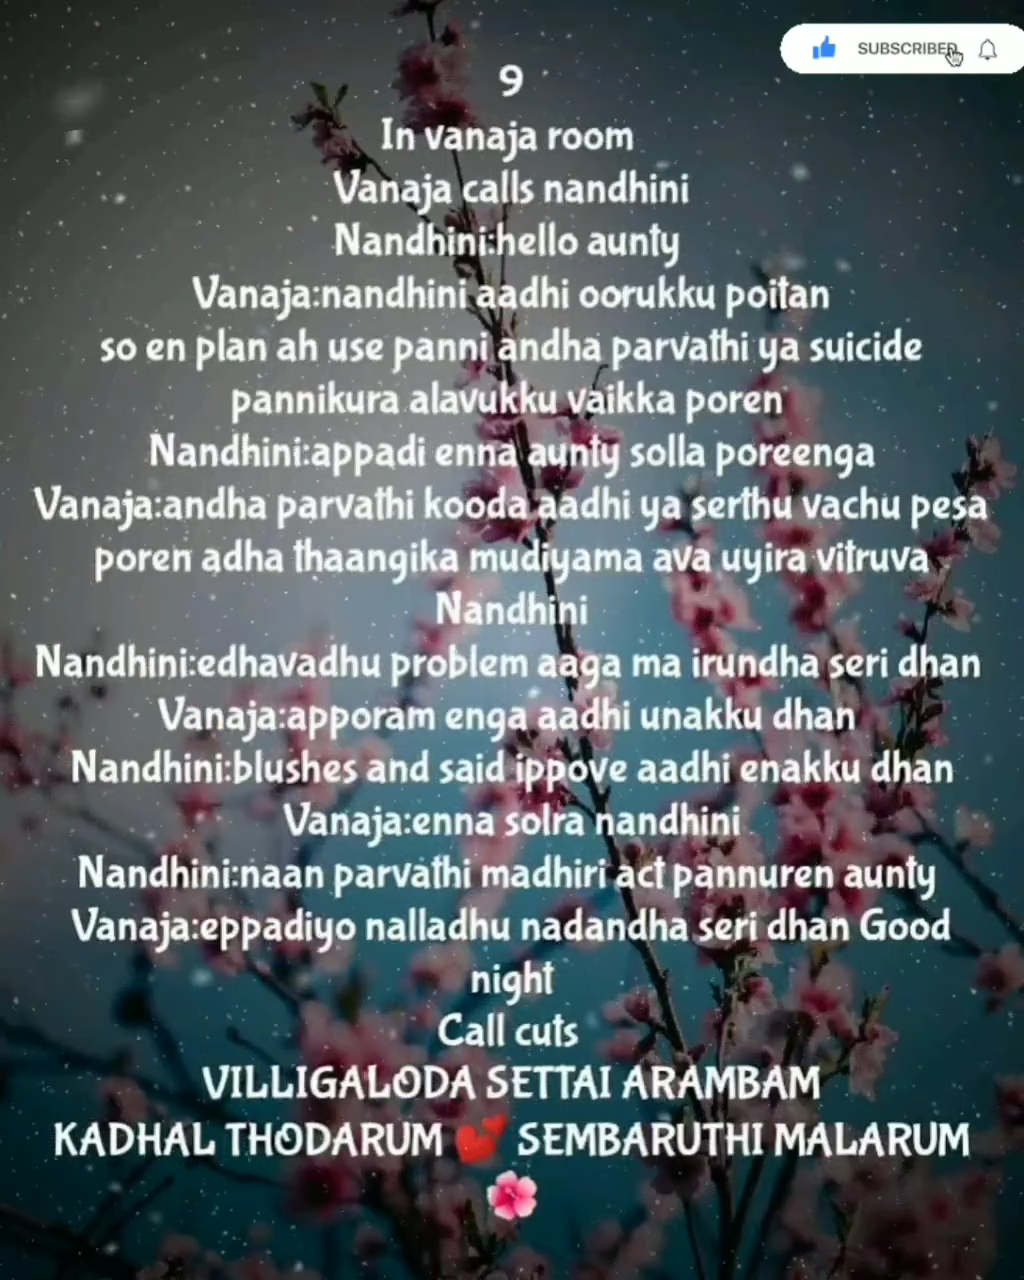 SUBSCRIBED
9
In vanaja room
Vanaja calls nandhini
Nandhini:hello aunty
Vanaja:nandhini aadhi oorukku poitan
so en plan ah use panni andha parvathi ya suicide
pannikura alavukku vaikka poren
Nandhini:appadi enna aunty solla poreenga
Vanaja:andha parvathi kooda aadhi ya serthu vachu pesa
poren adha thaangika mudiyama ava uyira vitruva
Nandhini
Nandhini:edhavadhu problem aaga ma irundha seri dhan
Vanaja:apporam enga aadhi unakku dhan
Nandhini:blushes and said ippove aadhi enakku dhan
Vanaja:enna solra nandhini
Nandhini:naan parvathi madhiri act pannuren aunty
Vanaja:eppadiyo nalladhu nadandha seri dhan Good
night
Call cuts
VILLIGALODA SETTAI ARAMBAM
KADHAL THODARUM 💕 SEMBARUTHI MALARUM
🌺